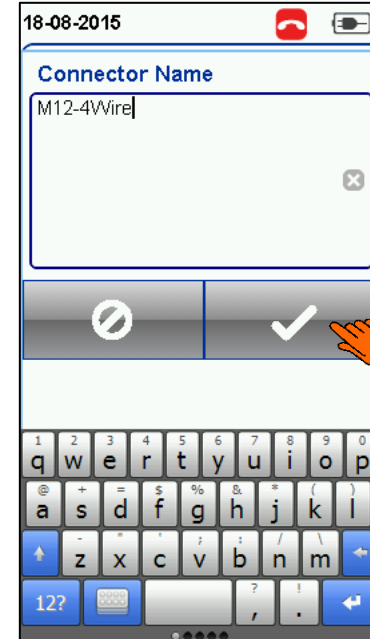 18-08-2015
Connector Name
M12-4Wire
1 2 3 4 5 6 7 8 9 0
q w e r t y u i o p
@ + = $ % & * ( )
a s d f g h j k l
- " ' ; : / \
z x c v b n m
? !
12? , .